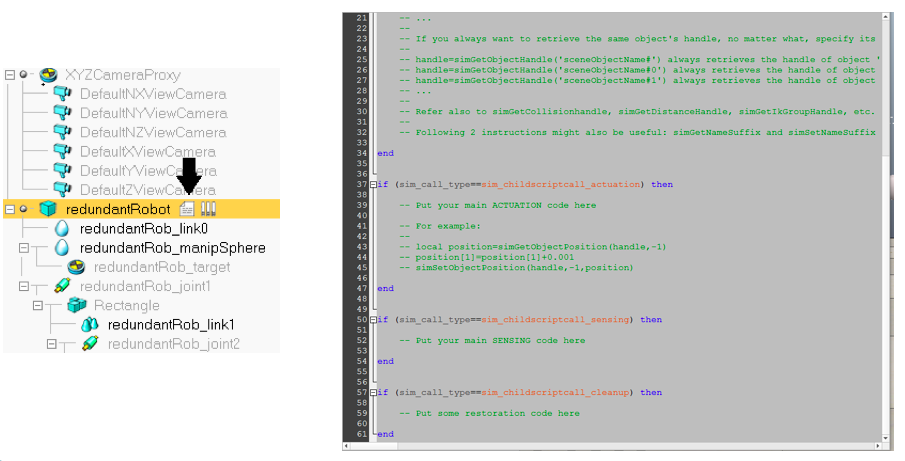 XYZCameraProxy
DefaultNXViewCamera
DefaultNYViewCamera
DefaultNZViewCamera
DefaultXViewCamera
DefaultYViewCamera
DefaultZViewCamera
redundantRobot
redundantRob_link0
redundantRob_manipSphere
redundantRob_target
redundantRob_joint1
Rectangle
redundantRob_link1
redundantRob_joint2
21 -- ...
22 --
23 -- If you always want to retrieve the same object's handle, no matter what, specify its
24 --
25 -- handle=simGetObjectHandle('sceneObjectName#') always retrieves the handle of object '
26 -- handle=simGetObjectHandle('sceneObjectName#0') always retrieves the handle of object
27 -- handle=simGetObjectHandle('sceneObjectName#1') always retrieves the handle of object
28 -- ...
29 --
30 -- Refer also to simGetCollisionhandle, simGetDistanceHandle, simGetIkGroupHandle, etc.
31 --
32 -- Following 2 instructions might also be useful: simGetNameSuffix and simSetNameSuffix
33
34 end
35
36
37 if (sim_call_type==sim_childscriptcall_actuation) then
38
39 -- Put your main ACTUATION code here
40
41 -- For example:
42 --
43 -- local position=simGetObjectPosition(handle,-1)
44 -- position[1]=position[1]+0.001
45 -- simSetObjectPosition(handle,-1,position)
46
47 end
48
49
50 if (sim_call_type==sim_childscriptcall_sensing) then
51
52 -- Put your main SENSING code here
53
54 end
55
56
57 if (sim_call_type==sim_childscriptcall_cleanup) then
58
59 -- Put some restoration code here
60
61 end